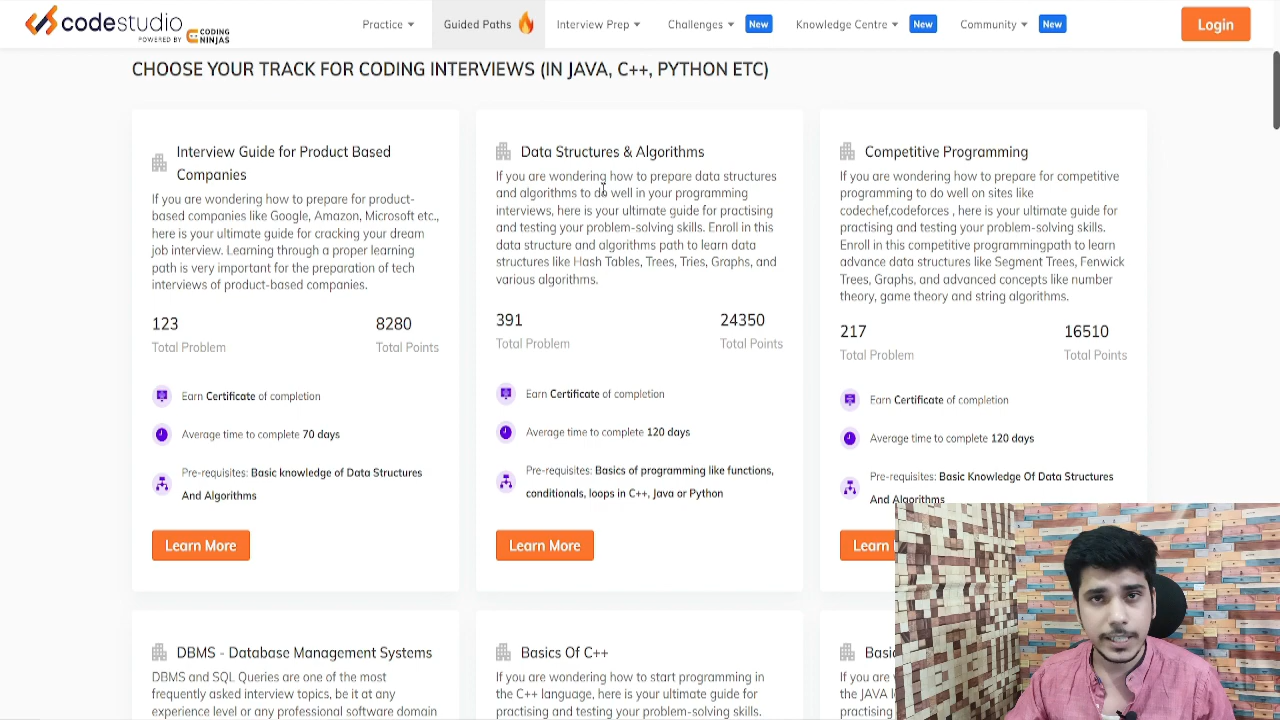 codestudio
POWERED BY CODING NINJAS
Practice
Guided Paths
Interview Prep
Challenges
New
Knowledge Centre
New
Community
New
Login
CHOOSE YOUR TRACK FOR CODING INTERVIEWS (IN JAVA, C++, PYTHON ETC)
Interview Guide for Product Based
Companies
If you are wondering how to prepare for product-
based companies like Google, Amazon, Microsoft etc.,
here is your ultimate guide for cracking your dream
job interview. Learning through a proper learning
path is very important for the preparation of tech
interviews of product-based companies.
123
8280
Total Problem
Total Points
Earn Certificate of completion
Average time to complete 70 days
Pre-requisites: Basic knowledge of Data Structures
And Algorithms
Learn More
Data Structures & Algorithms
If you are wondering how to prepare data structures
and algorithms to do well in your programming
interviews, here is your ultimate guide for practising
and testing your problem-solving skills. Enroll in this
data structure and algorithms path to learn data
structures like Hash Tables, Trees, Tries, Graphs, and
various algorithms.
391
24350
Total Problem
Total Points
Earn Certificate of completion
Average time to complete 120 days
Pre-requisites: Basics of programming like functions,
conditionals, loops in C++, Java or Python
Learn More
Competitive Programming
If you are wondering how to prepare for competitive
programming to do well on sites like
codechef,codeforces , here is your ultimate guide for
practising and testing your problem-solving skills.
Enroll in this competitive programmingpath to learn
advance data structures like Segment Trees, Fenwick
Trees, Graphs, and advanced concepts like number
theory, game theory and string algorithms.
217
16510
Total Problem
Total Points
Earn Certificate of completion
Average time to complete 120 days
Pre-requisites: Basic Knowledge Of Data Structures
And Algorithms
Learn
DBMS - Database Management Systems
DBMS and SQL Queries are one of the most
frequently asked interview topics, be it at any
experience level or any professional software domain
Basics Of C++
If you are wondering how to start programming in
the C++ language, here is your ultimate guide for
practising and testing your problem-solving skills.
If you are
the JAVA
practising